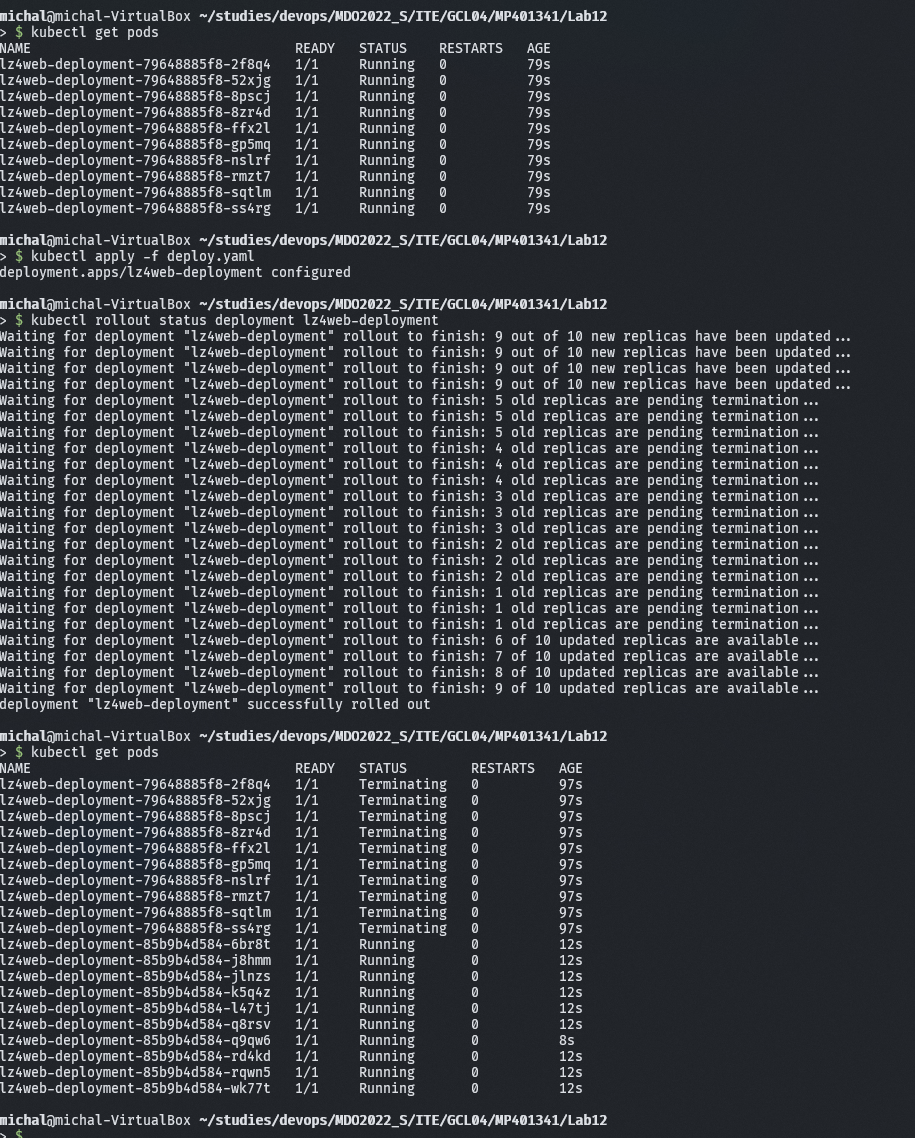 michal@michal-VirtualBox ~/studies/devops/MDO2022_S/ITE/GCL04/MP401341/Lab12
> $ kubectl get pods
NAME READY STATUS RESTARTS AGE
lz4web-deployment-79648885f8-2f8q4 1/1 Running 0 79s
lz4web-deployment-79648885f8-52xjg 1/1 Running 0 79s
lz4web-deployment-79648885f8-8pscj 1/1 Running 0 79s
lz4web-deployment-79648885f8-8zr4d 1/1 Running 0 79s
lz4web-deployment-79648885f8-ffx2l 1/1 Running 0 79s
lz4web-deployment-79648885f8-gp5mq 1/1 Running 0 79s
lz4web-deployment-79648885f8-nslrf 1/1 Running 0 79s
lz4web-deployment-79648885f8-rmzt7 1/1 Running 0 79s
lz4web-deployment-79648885f8-sqtlm 1/1 Running 0 79s
lz4web-deployment-79648885f8-ss4rg 1/1 Running 0 79s
michal@michal-VirtualBox ~/studies/devops/MDO2022_S/ITE/GCL04/MP401341/Lab12
> $ kubectl apply -f deploy.yaml
deployment.apps/lz4web-deployment configured
michal@michal-VirtualBox ~/studies/devops/MDO2022_S/ITE/GCL04/MP401341/Lab12
> $ kubectl rollout status deployment lz4web-deployment
Waiting for deployment "lz4web-deployment" rollout to finish: 9 out of 10 new replicas have been updated...
Waiting for deployment "lz4web-deployment" rollout to finish: 9 out of 10 new replicas have been updated...
Waiting for deployment "lz4web-deployment" rollout to finish: 9 out of 10 new replicas have been updated...
Waiting for deployment "lz4web-deployment" rollout to finish: 9 out of 10 new replicas have been updated...
Waiting for deployment "lz4web-deployment" rollout to finish: 5 old replicas are pending termination...
Waiting for deployment "lz4web-deployment" rollout to finish: 5 old replicas are pending termination...
Waiting for deployment "lz4web-deployment" rollout to finish: 5 old replicas are pending termination...
Waiting for deployment "lz4web-deployment" rollout to finish: 4 old replicas are pending termination...
Waiting for deployment "lz4web-deployment" rollout to finish: 4 old replicas are pending termination...
Waiting for deployment "lz4web-deployment" rollout to finish: 4 old replicas are pending termination...
Waiting for deployment "lz4web-deployment" rollout to finish: 3 old replicas are pending termination...
Waiting for deployment "lz4web-deployment" rollout to finish: 3 old replicas are pending termination...
Waiting for deployment "lz4web-deployment" rollout to finish: 3 old replicas are pending termination...
Waiting for deployment "lz4web-deployment" rollout to finish: 2 old replicas are pending termination...
Waiting for deployment "lz4web-deployment" rollout to finish: 2 old replicas are pending termination...
Waiting for deployment "lz4web-deployment" rollout to finish: 2 old replicas are pending termination...
Waiting for deployment "lz4web-deployment" rollout to finish: 1 old replicas are pending termination...
Waiting for deployment "lz4web-deployment" rollout to finish: 1 old replicas are pending termination...
Waiting for deployment "lz4web-deployment" rollout to finish: 1 old replicas are pending termination...
Waiting for deployment "lz4web-deployment" rollout to finish: 6 of 10 updated replicas are available...
Waiting for deployment "lz4web-deployment" rollout to finish: 7 of 10 updated replicas are available...
Waiting for deployment "lz4web-deployment" rollout to finish: 8 of 10 updated replicas are available...
Waiting for deployment "lz4web-deployment" rollout to finish: 9 of 10 updated replicas are available...
deployment "lz4web-deployment" successfully rolled out
michal@michal-VirtualBox ~/studies/devops/MDO2022_S/ITE/GCL04/MP401341/Lab12
> $ kubectl get pods
NAME READY STATUS RESTARTS AGE
lz4web-deployment-79648885f8-2f8q4 1/1 Terminating 0 97s
lz4web-deployment-79648885f8-52xjg 1/1 Terminating 0 97s
lz4web-deployment-79648885f8-8pscj 1/1 Terminating 0 97s
lz4web-deployment-79648885f8-8zr4d 1/1 Terminating 0 97s
lz4web-deployment-79648885f8-ffx2l 1/1 Terminating 0 97s
lz4web-deployment-79648885f8-gp5mq 1/1 Terminating 0 97s
lz4web-deployment-79648885f8-nslrf 1/1 Terminating 0 97s
lz4web-deployment-79648885f8-rmzt7 1/1 Terminating 0 97s
lz4web-deployment-79648885f8-sqtlm 1/1 Terminating 0 97s
lz4web-deployment-79648885f8-ss4rg 1/1 Terminating 0 97s
lz4web-deployment-85b9b4d584-6br8t 1/1 Running 0 12s
lz4web-deployment-85b9b4d584-j8hmm 1/1 Running 0 12s
lz4web-deployment-85b9b4d584-jlnzs 1/1 Running 0 12s
lz4web-deployment-85b9b4d584-k5q4z 1/1 Running 0 12s
lz4web-deployment-85b9b4d584-l47tj 1/1 Running 0 12s
lz4web-deployment-85b9b4d584-q8rsv 1/1 Running 0 12s
lz4web-deployment-85b9b4d584-q9qw6 1/1 Running 0 8s
lz4web-deployment-85b9b4d584-rd4kd 1/1 Running 0 12s
lz4web-deployment-85b9b4d584-rqwn5 1/1 Running 0 12s
lz4web-deployment-85b9b4d584-wk77t 1/1 Running 0 12s
michal@michal-VirtualBox ~/studies/devops/MDO2022_S/ITE/GCL04/MP401341/Lab12
> $